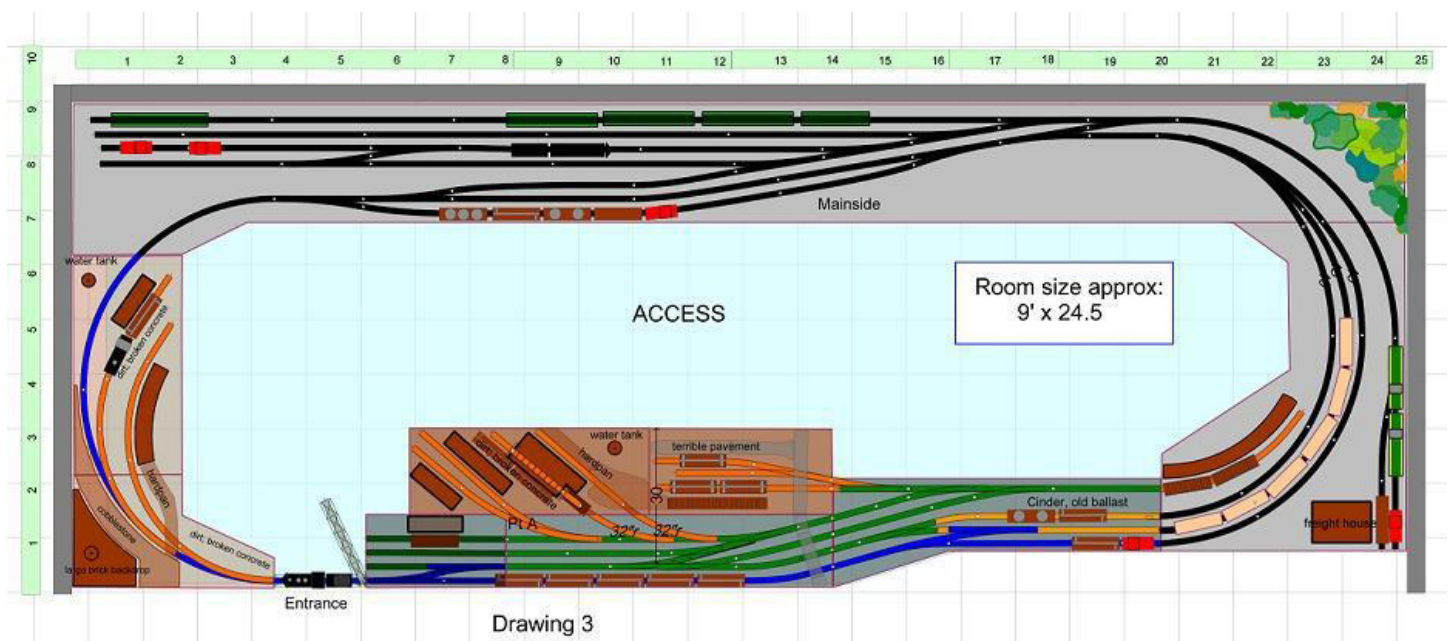 10
1 2 3 4 5 6 7 8 9 10 11 12 13 14 15 16 17 18 19 20 21 22 23 24 25
9
8
7
6
5
4
3
2
1
Mainside
water tank
dirt, broken concrete
hardpan
cobblestone
large brick backdrop
dirt, broken concrete
ACCESS
Room size approx:
9' x 24.5
water tank
terrible pavement
hardpan
dirt, broken concrete
30
Pt A
32"r 32"r
Cinder, old ballast
freight house
Entrance
Drawing 3